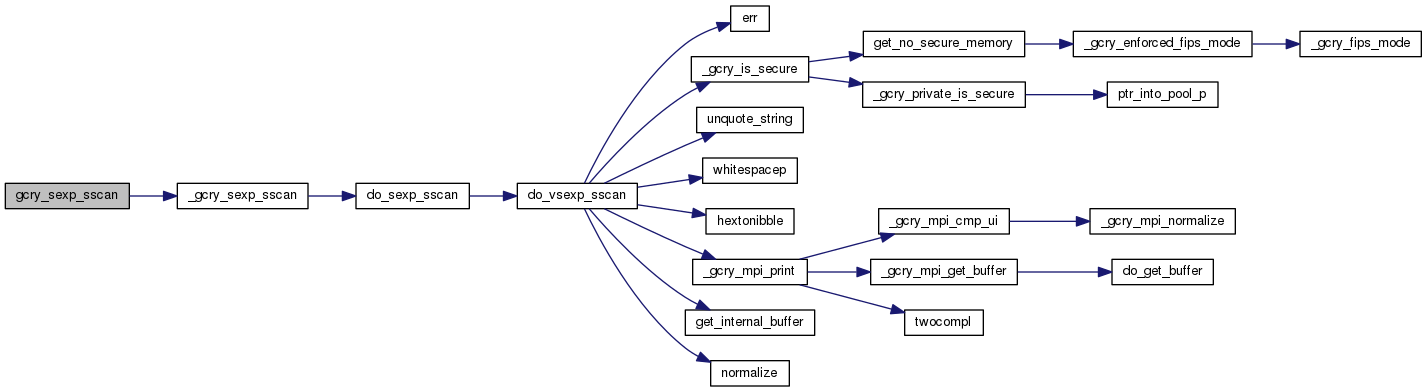 err
get_no_secure_memory
_gcry_enforced_fips_mode
_gcry_fips_mode
_gcry_is_secure
_gcry_private_is_secure
ptr_into_pool_p
unquote_string
whitespacep
gcry_sexp_sscan
_gcry_sexp_sscan
do_sexp_sscan
do_vsexp_sscan
hextonibble
_gcry_mpi_cmp_ui
_gcry_mpi_normalize
_gcry_mpi_print
_gcry_mpi_get_buffer
do_get_buffer
get_internal_buffer
twocompl
normalize